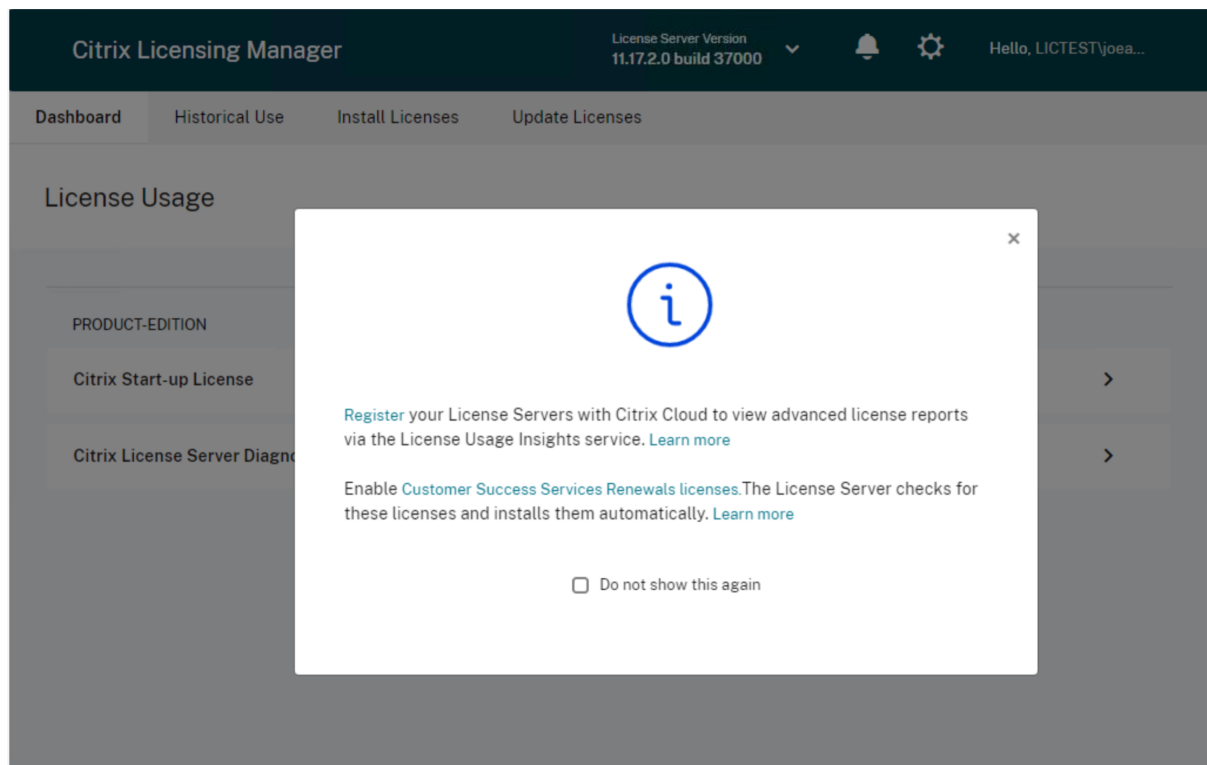 Citrix Licensing Manager
License Server Version
11.17.2.0 build 37000
Hello, LICTEST\joea...
Dashboard
Historical Use
Install Licenses
Update Licenses
License Usage
×
PRODUCT-EDITION
Citrix Start-up License
Citrix License Server Diagno
Register your License Servers with Citrix Cloud to view advanced license reports
via the License Usage Insights service. Learn more
Enable Customer Success Services Renewals licenses.The License Server checks for
these licenses and installs them automatically. Learn more
Do not show this again